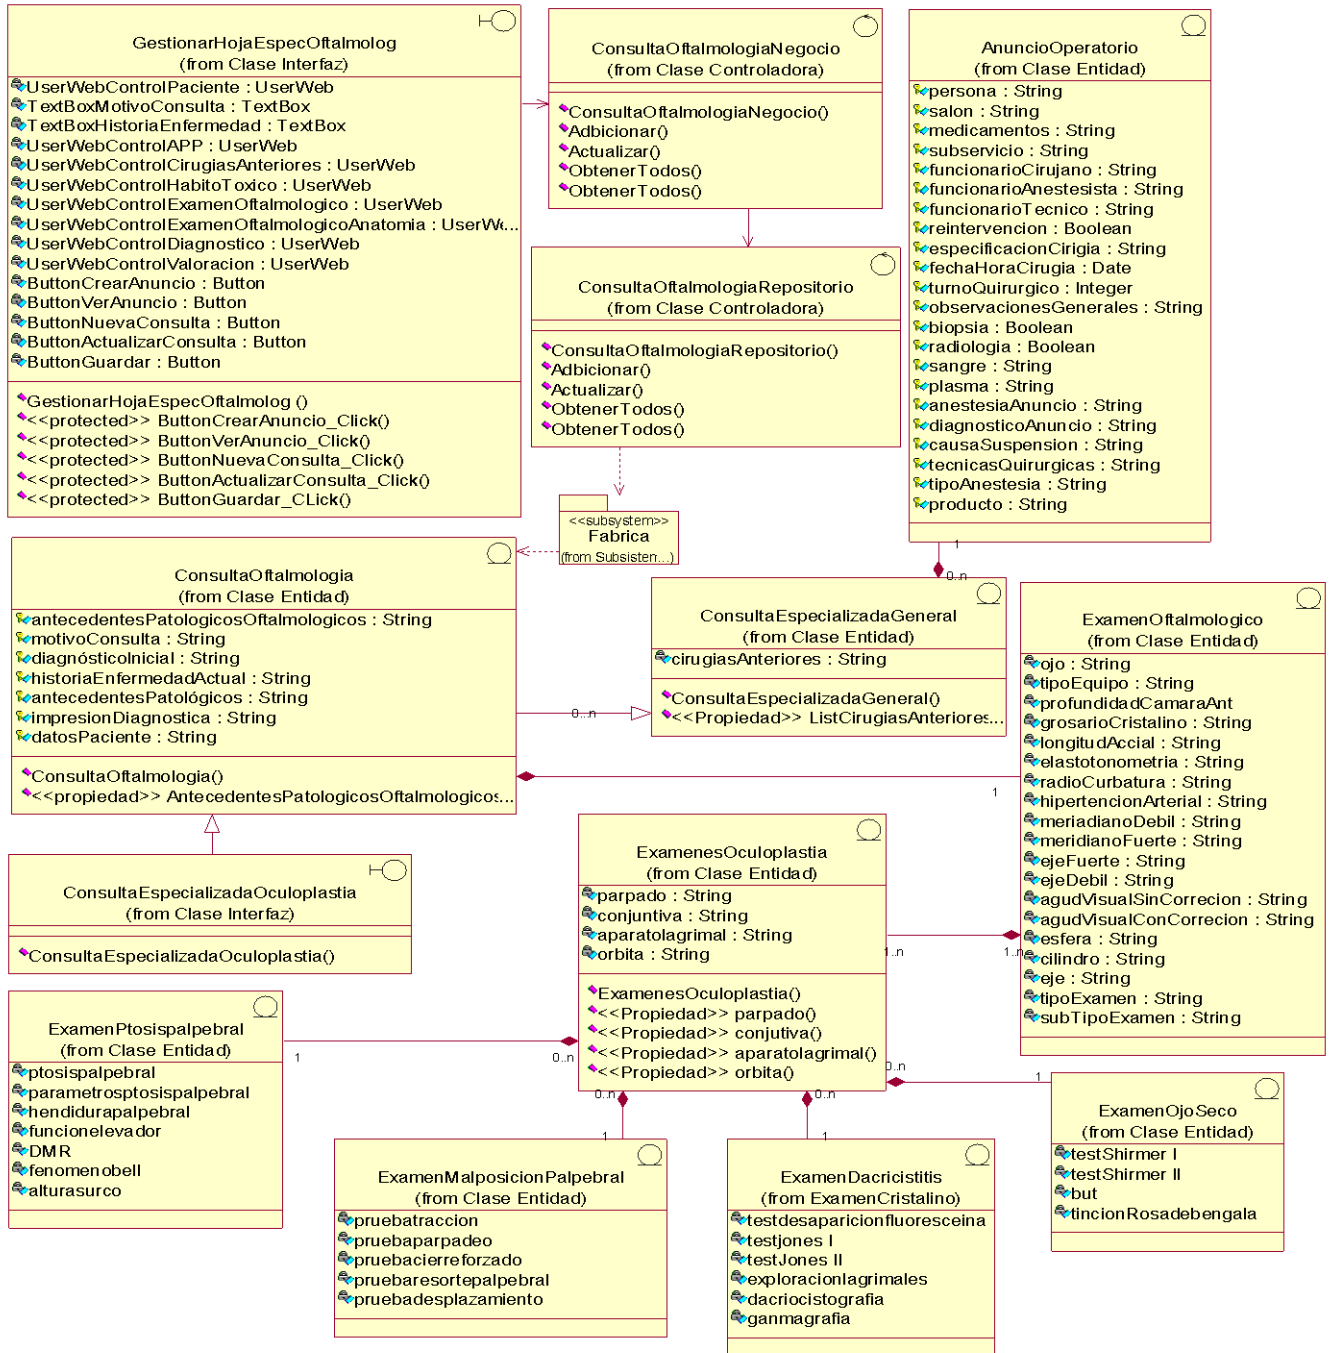 GestionarHojaEspecOftalmolog
(from Clase Interfaz)
UserWebControlPaciente : UserWeb
TextBoxMotivoConsulta : TextBox
TextBoxHistoriaEnfermedad : TextBox
UserWebControlAPP : UserWeb
UserWebControlCirugiasAnteriores : UserWeb
UserWebControlHabitoToxico : UserWeb
UserWebControlExamenOftalmologico : UserWeb
UserWebControlExamenOftalmologicoAnatomia : UserWe...
UserWebControlDiagnostico : UserWeb
UserWebControlValoracion : UserWeb
ButtonCrearAnuncio : Button
ButtonVerAnuncio : Button
ButtonNuevaConsulta : Button
ButtonActualizarConsulta : Button
ButtonGuardar : Button
GestionarHojaEspecOftalmolog ()
<<protected>> ButtonCrearAnuncio_Click()
<<protected>> ButtonVerAnuncio_Click()
<<protected>> ButtonNuevaConsulta_Click()
<<protected>> ButtonActualizarConsulta_Click()
<<protected>> ButtonGuardar_CLick()
ConsultaOftalmologiaNegocio
(from Clase Controladora)
ConsultaOftalmologiaNegocio()
Adbicionar()
Actualizar()
ObtenerTodos()
ObtenerTodos()
ConsultaOftalmologiaRepositorio
(from Clase Controladora)
ConsultaOftalmologiaRepositorio()
Adbicionar()
Actualizar()
ObtenerTodos()
ObtenerTodos()
<<subsystem>>
Fabrica
(from Subsistem...)
AnuncioOperatorio
(from Clase Entidad)
persona : String
salon : String
medicamentos : String
subservicio : String
funcionarioCirujano : String
funcionarioAnestesista : String
funcionarioTecnico : String
reintervencion : Boolean
especificacionCirigia : String
fechaHoraCirugia : Date
turnoQuirurgico : Integer
observacionesGenerales : String
biopsia : Boolean
radiologia : Boolean
sangre : String
plasma : String
anestesiaAnuncio : String
diagnosticoAnuncio : String
causaSuspension : String
tecnicasQuirurgicas : String
tipoAnestesia : String
producto : String
1
0..n
ConsultaOftalmologia
(from Clase Entidad)
antecedentesPatologicosOftalmologicos : String
motivoConsulta : String
diagnósticoInicial : String
historiaEnfermedadActual : String
antecedentesPatológicos : String
impresionDiagnostica : String
datosPaciente : String
ConsultaOftalmologia()
<<propiedad>> AntecedentesPatologicosOftalmologicos...
0..n
ConsultaEspecializadaGeneral
(from Clase Entidad)
cirugiasAnteriores : String
ConsultaEspecializadaGeneral()
<<Propiedad>> ListCirugiasAnteriores...
1
ExamenOftalmologico
(from Clase Entidad)
ojo : String
tipoEquipo : String
profundidadCamaraAnt
grosarioCristalino : String
longitudAccial : String
elastotonometria : String
radioCurbatura : String
hipertencionArterial : String
meriadianoDebil : String
meridianoFuerte : String
ejeFuerte : String
ejeDebil : String
agudVisualSinCorrecion : String
agudVisualConCorrecion : String
esfera : String
cilindro : String
eje : String
tipoExamen : String
subTipoExamen : String
ConsultaEspecializadaOculoplastia
(from Clase Interfaz)
ConsultaEspecializadaOculoplastia()
ExamenesOculoplastia
(from Clase Entidad)
parpado : String
conjuntiva : String
aparatolagrimal : String
orbita : String
ExamenesOculoplastia()
<<Propiedad>> parpado()
<<Propiedad>> conjutiva()
<<Propiedad>> aparatolagrimal()
<<Propiedad>> orbita()
1..n
1..n
ExamenPtosispalpebral
(from Clase Entidad)
ptosispalpebral
parametrosptosispalpebral
hendidurapalpebral
funcionelevador
DMR
fenomenobell
alturasurco
1
0..n
0..n
1
0..n
1
0..n
1
ExamenMalposicionPalpebral
(from Clase Entidad)
pruebatraccion
pruebaparpadeo
pruebacierreforzado
pruebaresortepalpebral
pruebadesplazamiento
ExamenDacricistitis
(from ExamenCristalino)
testdesaparicionfluoresceina
testjones I
testJones II
exploracionlagrimales
dacriocistografia
ganmagrafia
ExamenOjoSeco
(from Clase Entidad)
testShirmer I
testShirmer II
but
tincionRosadebengala